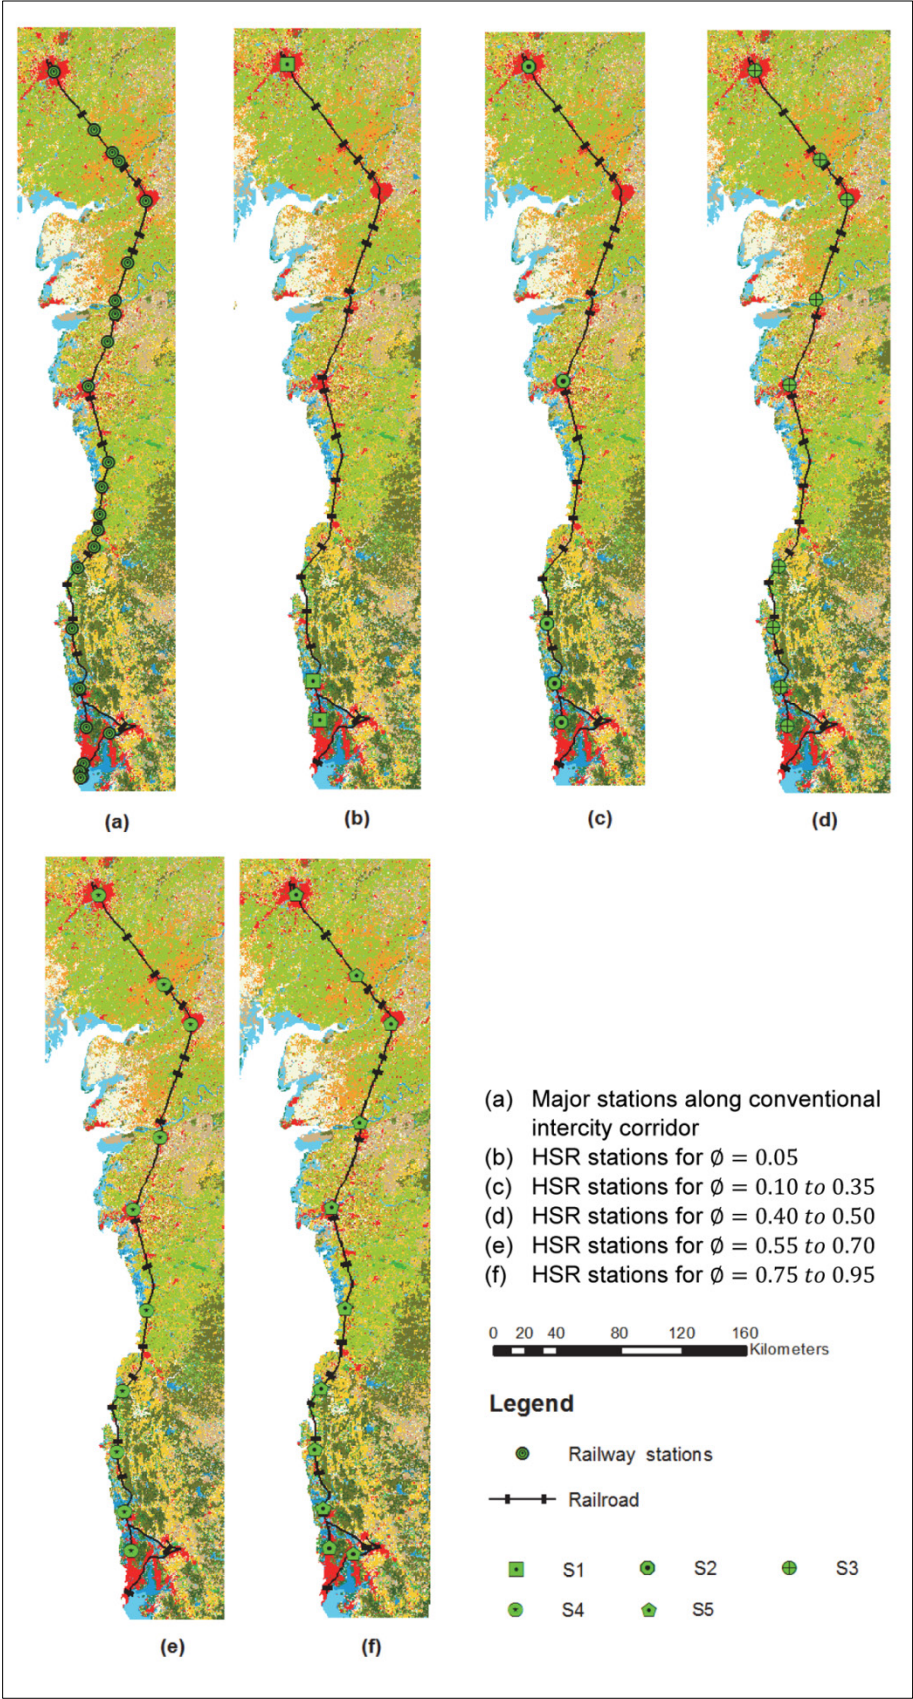 (a)
(b)
(c)
(d)
(e)
(f)
(a) Major stations along conventional
intercity corridor
(b) HSR stations for ∅ = 0.05
(c) HSR stations for ∅ = 0.10 to 0.35
(d) HSR stations for ∅ = 0.40 to 0.50
(e) HSR stations for ∅ = 0.55 to 0.70
(f) HSR stations for ∅ = 0.75 to 0.95
0 20 40 80 120 160
Kilometers
Legend
Railway stations
Railroad
S1 S2 S3
S4 S5